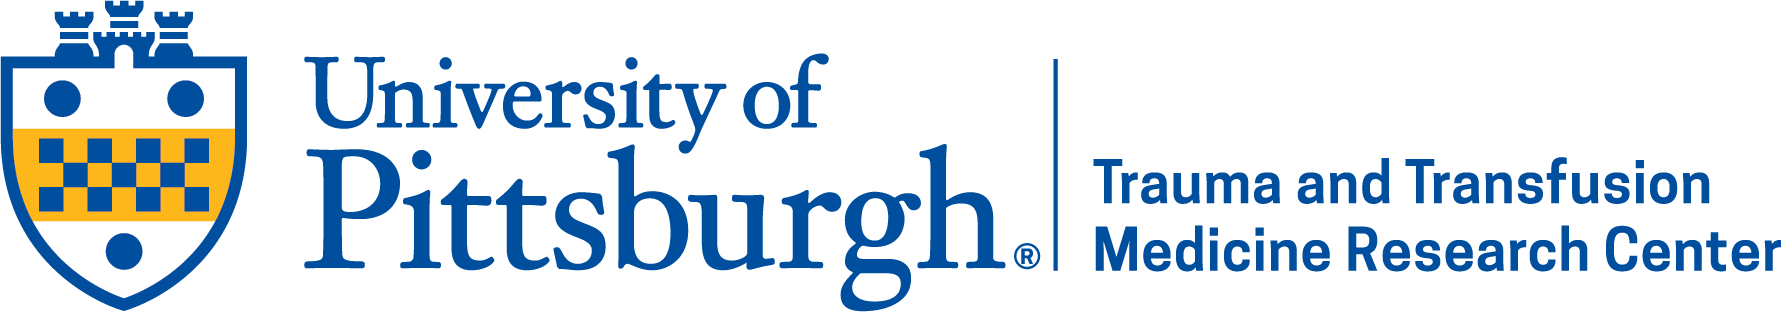 University of
Pittsburgh®
Trauma and Transfusion
Medicine Research Center